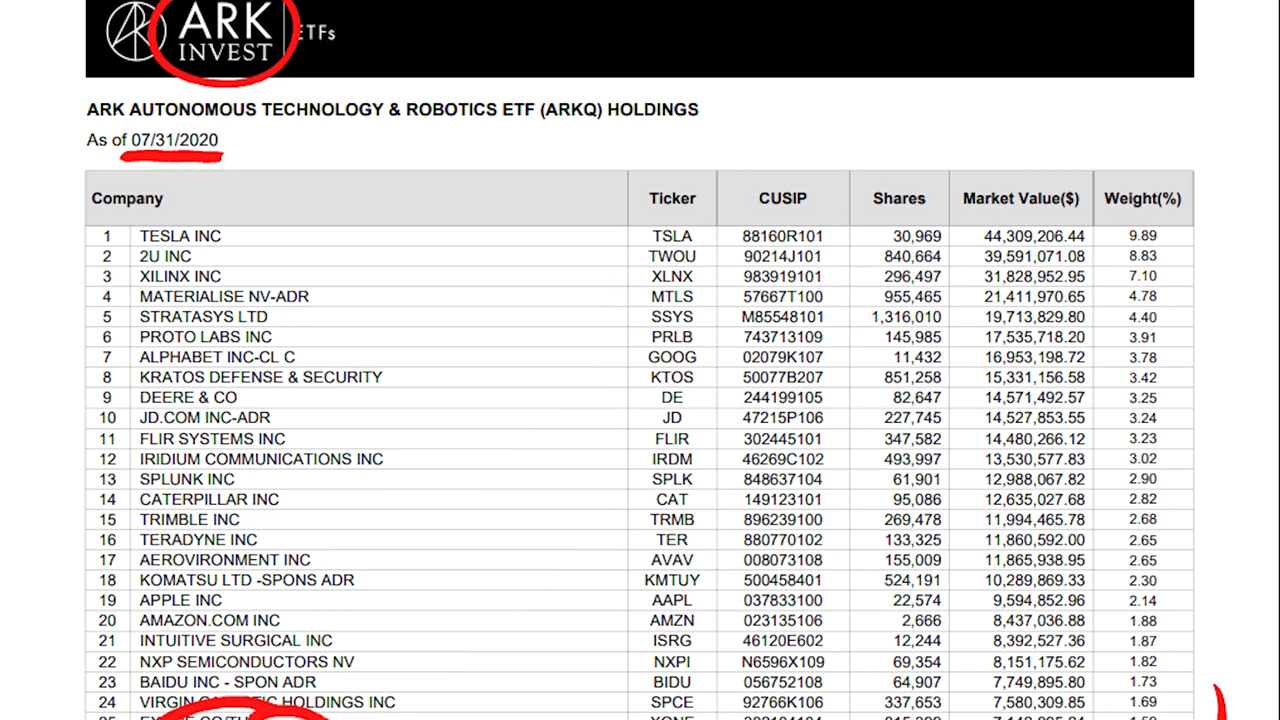 ARK
INVEST
ETFs
ARK AUTONOMOUS TECHNOLOGY & ROBOTICS ETF (ARKQ) HOLDINGS
As of 07/31/2020
Company Ticker CUSIP Shares Market Value($) Weight(%)
1 TESLA INC TSLA 88160R101 30,969 44,309,206.44 9.89
2 2U INC TWOU 90214J101 840,664 39,591,071.08 8.83
3 XILINX INC XLNX 983919101 296,497 31,828,952.95 7.10
4 MATERIALISE NV-ADR MTLS 57667T100 955,465 21,411,970.65 4.78
5 STRATASYS LTD SSYS M85548101 1,316,010 19,713,829.80 4.40
6 PROTO LABS INC PRLB 743713109 145,985 17,535,718.20 3.91
7 ALPHABET INC-CL C GOOG 02079K107 11,432 16,953,198.72 3.78
8 KRATOS DEFENSE & SECURITY KTOS 50077B207 851,258 15,331,156.58 3.42
9 DEERE & CO DE 244199105 82,647 14,571,492.57 3.25
10 JD.COM INC-ADR JD 47215P106 227,745 14,527,853.55 3.24
11 FLIR SYSTEMS INC FLIR 302445101 347,582 14,480,266.12 3.23
12 IRIDIUM COMMUNICATIONS INC IRDM 46269C102 493,997 13,530,577.83 3.02
13 SPLUNK INC SPLK 848637104 61,901 12,988,067.82 2.90
14 CATERPILLAR INC CAT 149123101 95,086 12,635,027.68 2.82
15 TRIMBLE INC TRMB 896239100 269,478 11,994,465.78 2.68
16 TERADYNE INC TER 880770102 133,325 11,860,592.00 2.65
17 AEROVIRONMENT INC AVAV 008073108 155,009 11,865,938.95 2.65
18 KOMATSU LTD -SPONS ADR KMTUY 500458401 524,191 10,289,869.33 2.30
19 APPLE INC AAPL 037833100 22,574 9,594,852.96 2.14
20 AMAZON.COM INC AMZN 023135106 2,666 8,437,036.88 1.88
21 INTUITIVE SURGICAL INC ISRG 46120E602 12,244 8,392,527.36 1.87
22 NXP SEMICONDUCTORS NV NXPI N6596X109 69,354 8,151,175.62 1.82
23 BAIDU INC - SPON ADR BIDU 056752108 64,907 7,749,895.80 1.73
24 VIRGIN HOLDINGS INC SPCE 92766K106 337,653 7,580,309.85 1.69
25 XONE